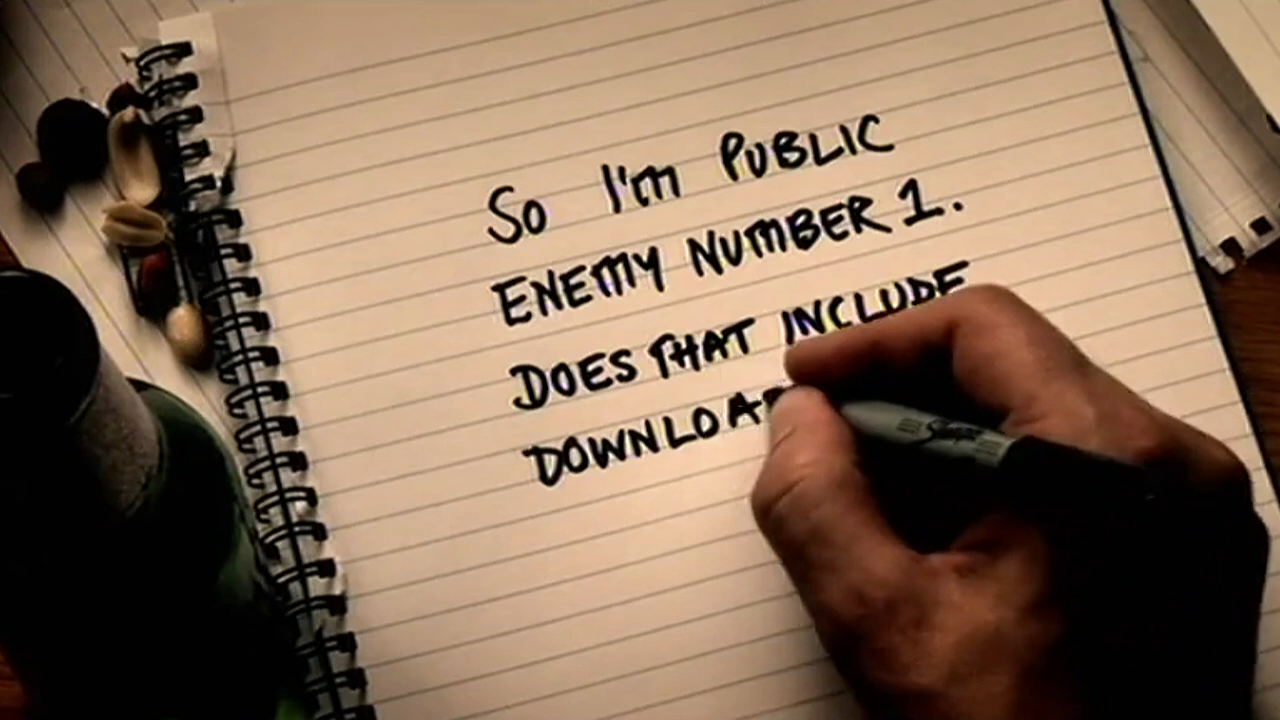 So I'm PUBLIC
ENEMY NUMBER 1.
DOES THAT INCLUDE
DOWNLOA